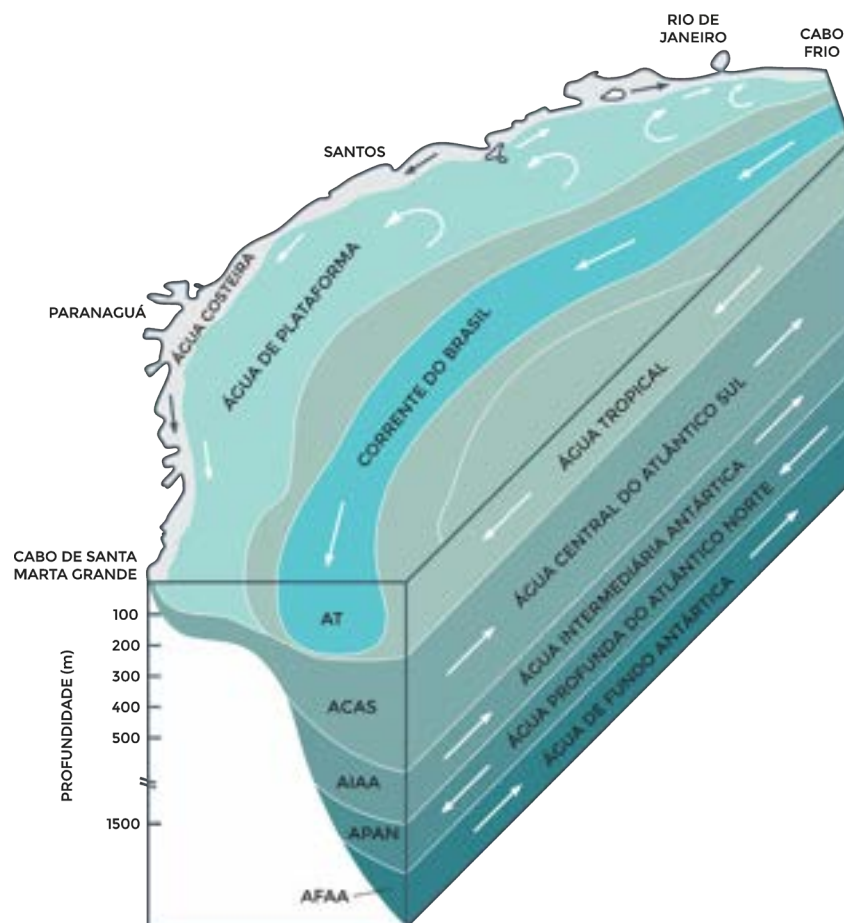 RIO DE
JANEIRO
CABO
FRIO
SANTOS
PARANAGUÁ
ÁGUA COSTEIRA
ÁGUA DE PLATAFORMA
CORRENTE DO BRASIL
ÁGUA TROPICAL
ÁGUA CENTRAL DO ATLÂNTICO SUL
ÁGUA INTERMEDIÁRIA ANTÁRTICA
ÁGUA PROFUNDA DO ATLÂNTICO NORTE
ÁGUA DE FUNDO ANTÁRTICA
CABO DE SANTA
MARTA GRANDE
PROFUNDIDADE (m)
100
200
300
400
500
1500
AT
ACAS
AIAA
APAN
AFAA